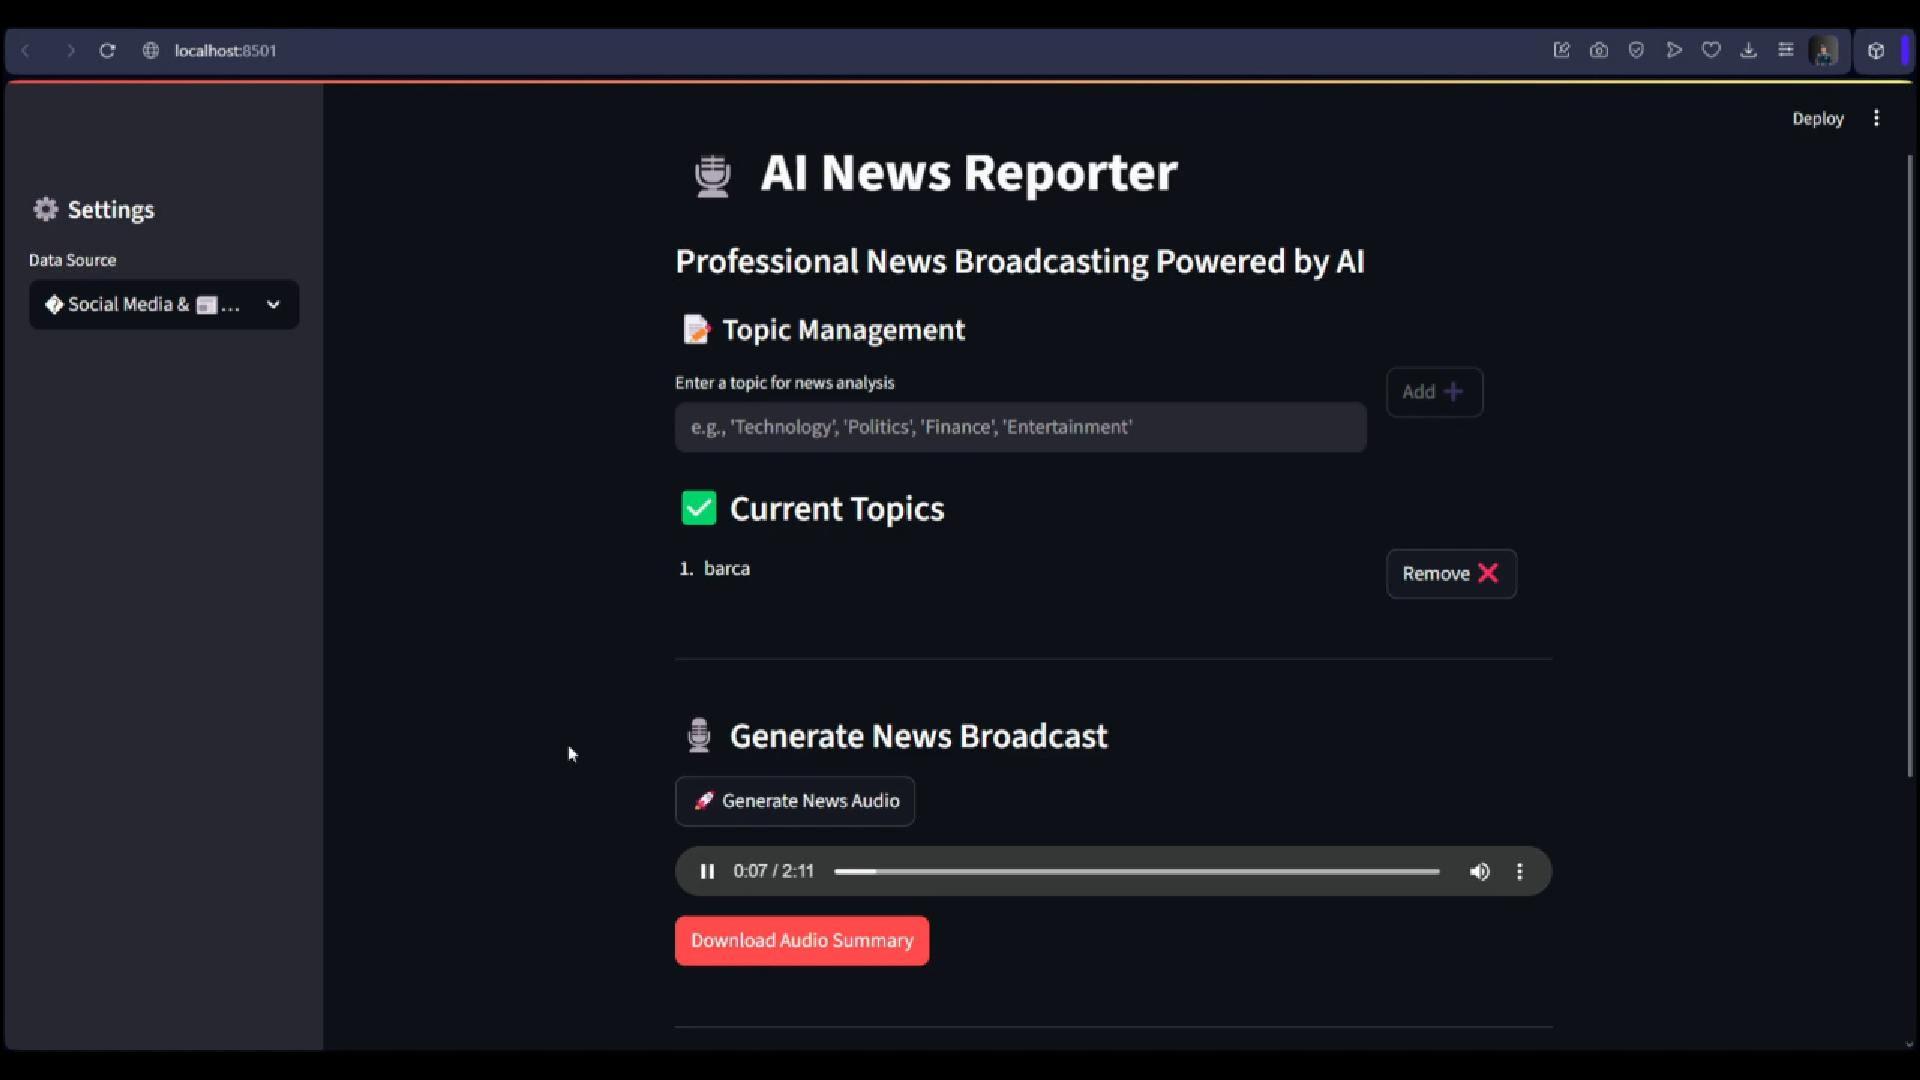 localhost:8501
Deploy
Settings
Data Source
� Social Media & ...
AI News Reporter
Professional News Broadcasting Powered by AI
Topic Management
Enter a topic for news analysis
e.g., 'Technology', 'Politics', 'Finance', 'Entertainment'
Add
Current Topics
1. barca
Remove
Generate News Broadcast
Generate News Audio
0:07 / 2:11
Download Audio Summary